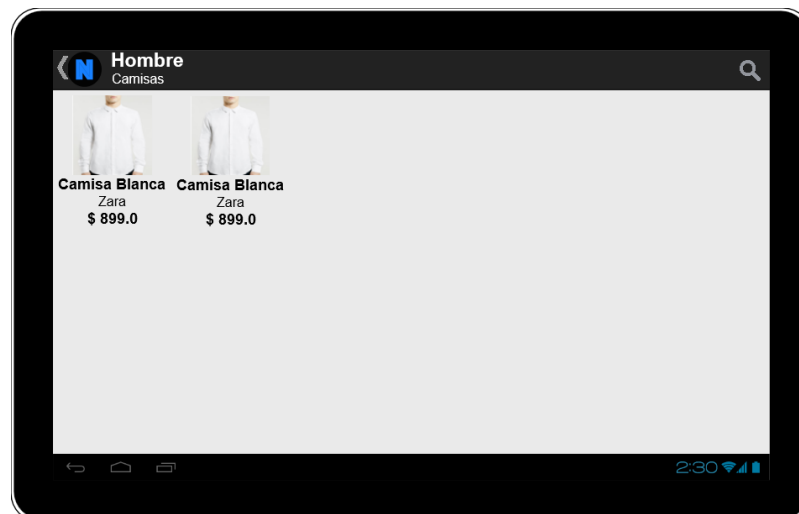 N
Hombre
Camisas
Camisa Blanca
Zara
$ 899.0
Camisa Blanca
Zara
$ 899.0
2:30